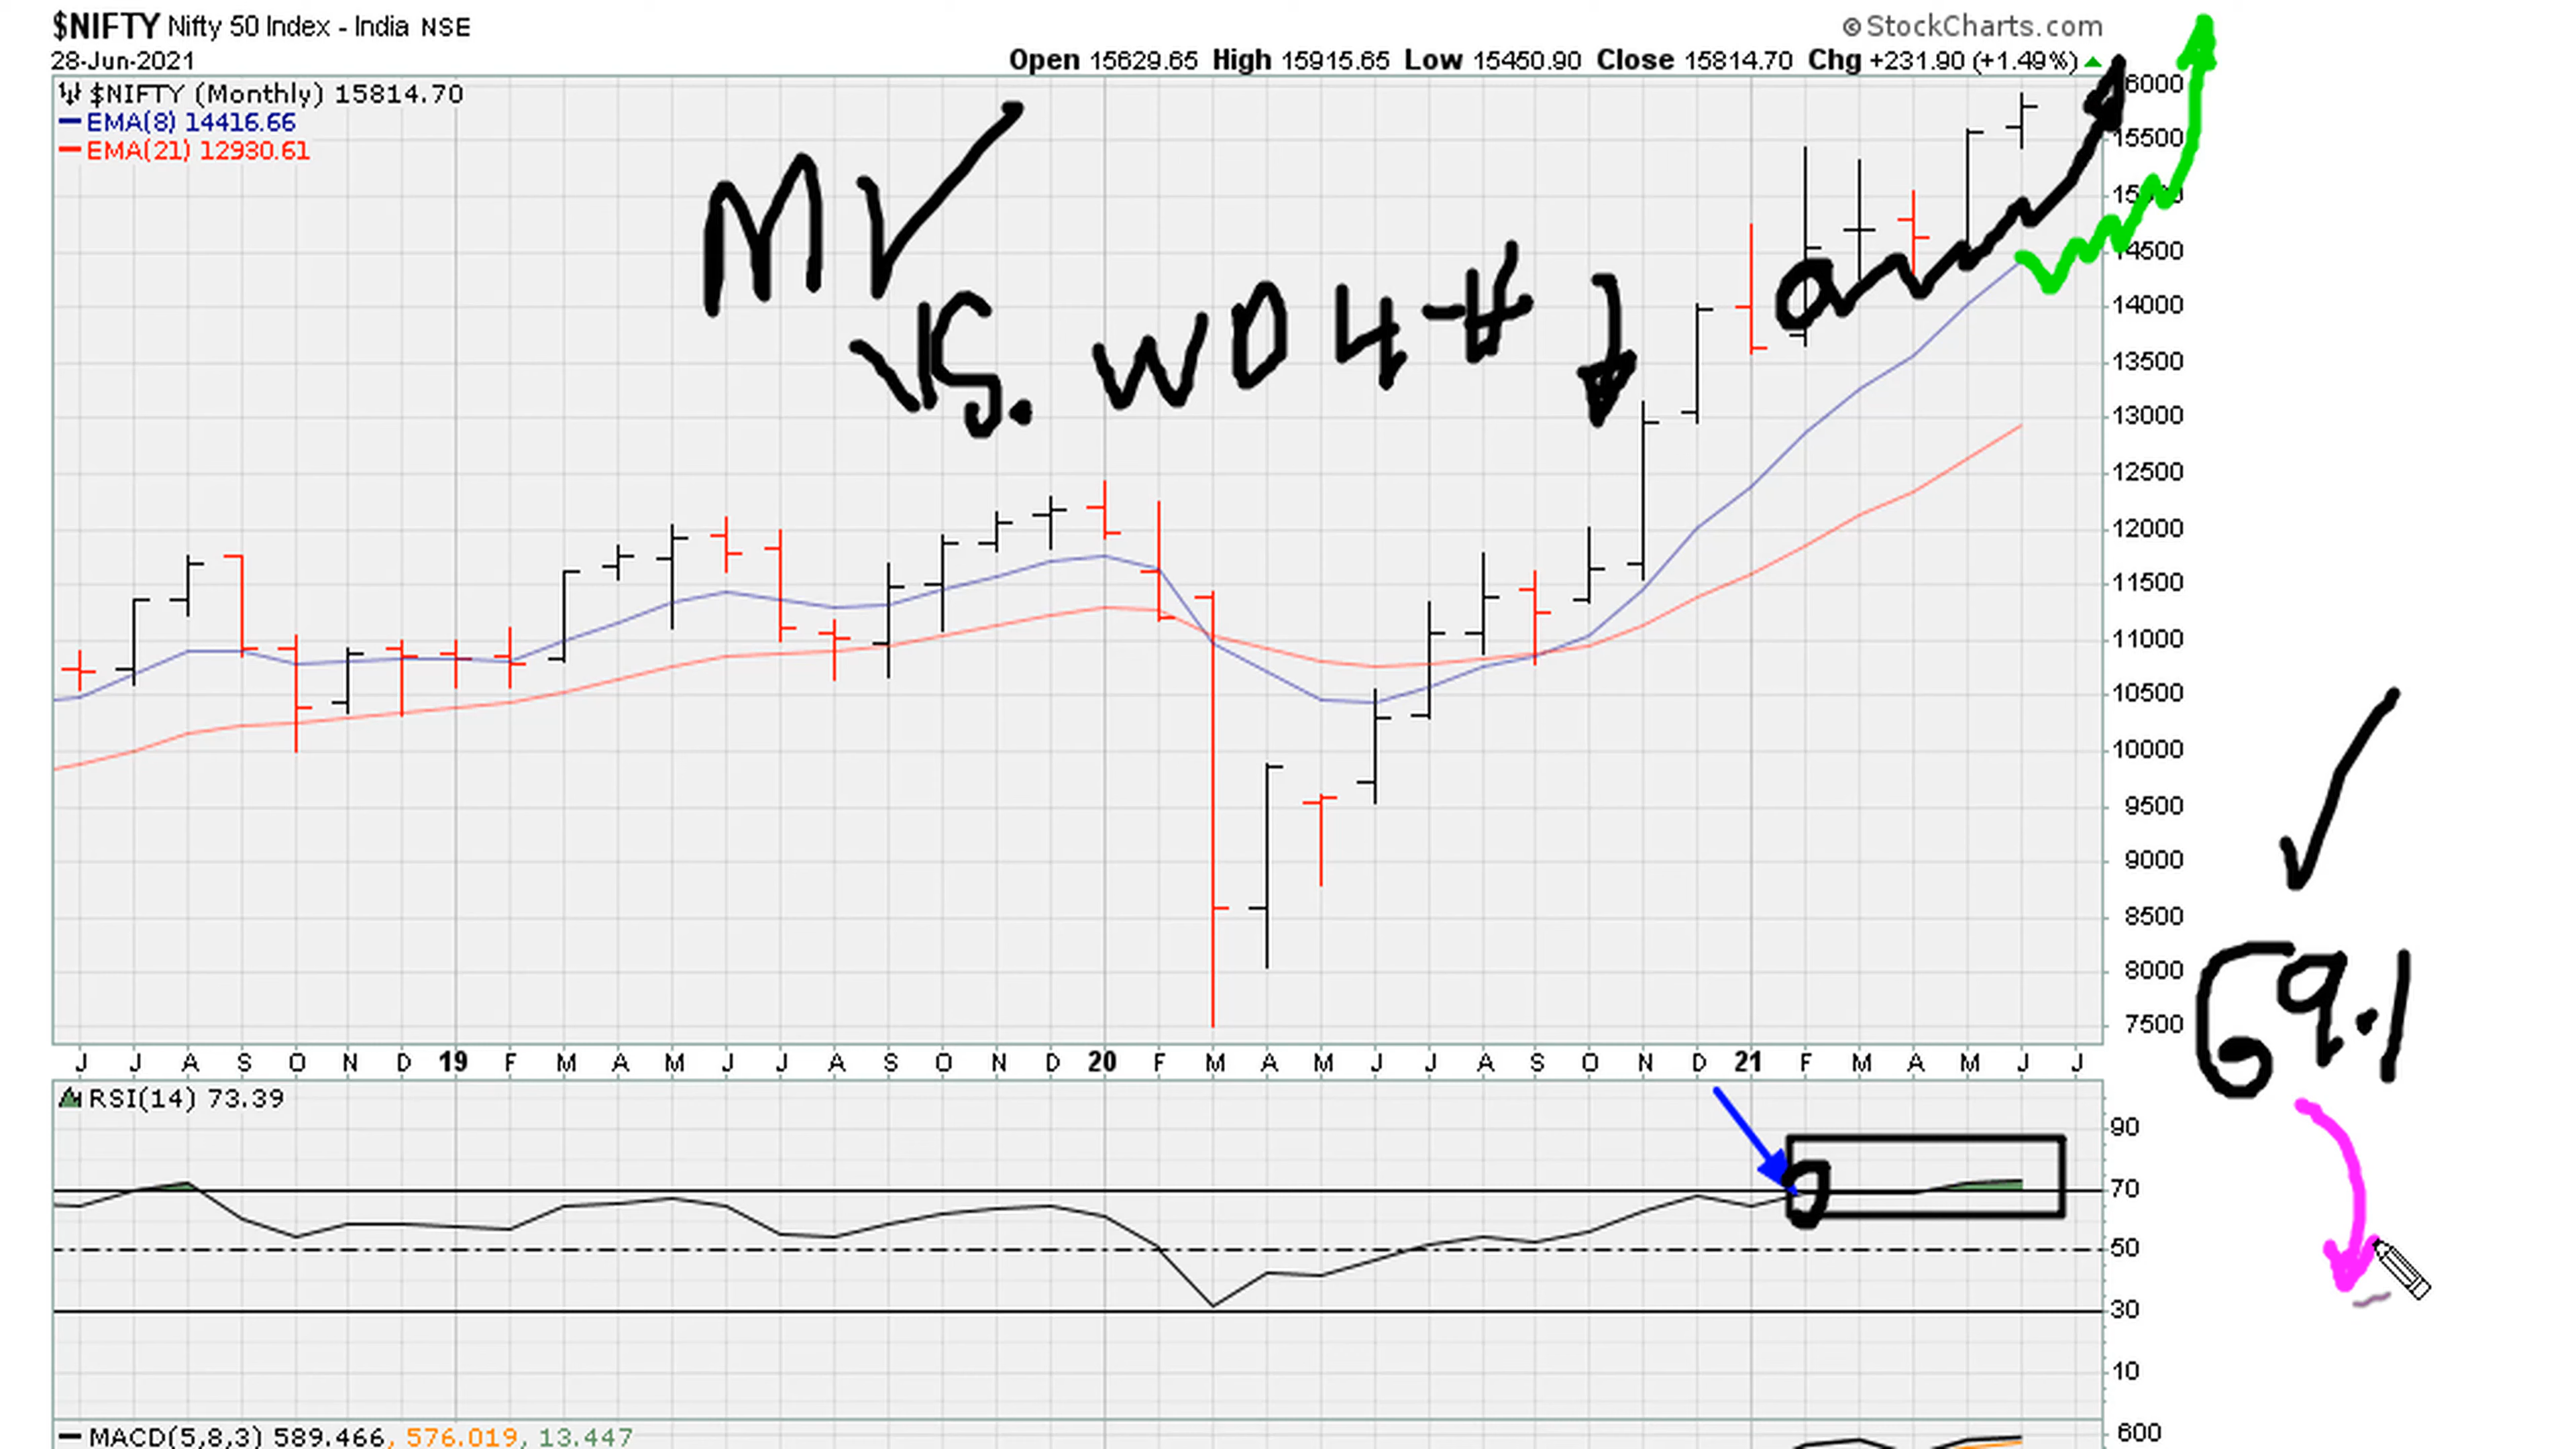 $NIFTY Nifty 50 Index - India NSE
© StockCharts.com
28-Jun-2021
Open 15629.65 High 15915.65 Low 15450.90 Close 15814.70 Chg +231.90 (+1.49%)
$NIFTY (Monthly) 15814.70
EMA(8) 14416.66
EMA(21) 12930.61
M
VS. W D 4-H
16000
15500
14500
14000
13500
13000
12500
12000
11500
11000
10500
10000
9500
9000
8500
8000
7500
69.1
J J A S O N D 19 F M A M J J A S O N D 20 F M A M J J A S O N D 21 F M A M J J
RSI(14) 73.39
90
70
50
30
10
MACD(5,8,3) 589.466, 576.019, 13.447
600